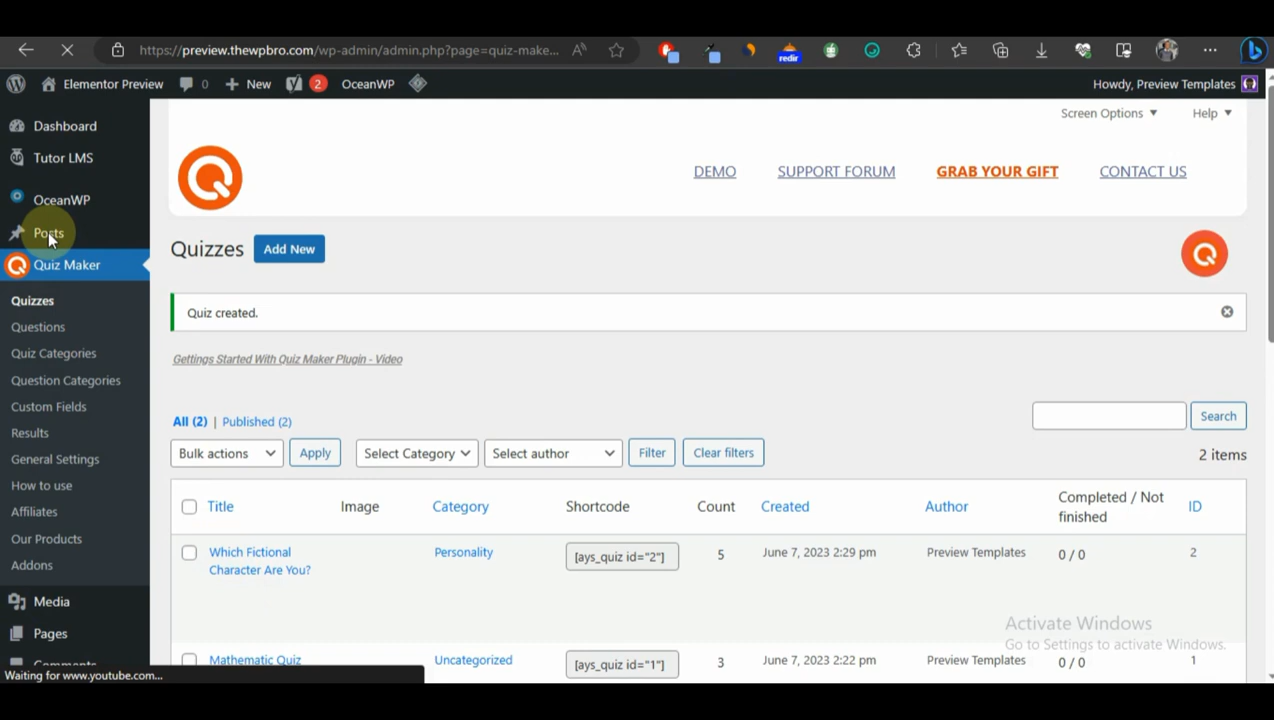 https://preview.thewpbro.com/wp-admin/admin.php?page=quiz-make...
redir
Elementor Preview
0
New
2
OceanWP
Howdy, Preview Templates
Dashboard
Tutor LMS
OceanWP
Posts
Quiz Maker
Quizzes
Questions
Quiz Categories
Question Categories
Custom Fields
Results
General Settings
How to use
Affiliates
Our Products
Addons
Media
Pages
Comments
Waiting for www.youtube.com...
Screen Options
Help
DEMO
SUPPORT FORUM
GRAB YOUR GIFT
CONTACT US
Quizzes
Add New
Quiz created.
Gettings Started With Quiz Maker Plugin - Video
All (2) | Published (2)
Search
Bulk actions
Apply
Select Category
Select author
Filter
Clear filters
2 items
Title
Image
Category
Shortcode
Count
Created
Author
Completed / Not
finished
ID
Which Fictional
Character Are You?
Personality
[ays_quiz id="2"]
5
June 7, 2023 2:29 pm
Preview Templates
0 / 0
2
Mathematic Quiz
Uncategorized
[ays_quiz id="1"]
3
June 7, 2023 2:22 pm
Preview Templates
0 / 0
1
Activate Windows
Go to Settings to activate Windows.